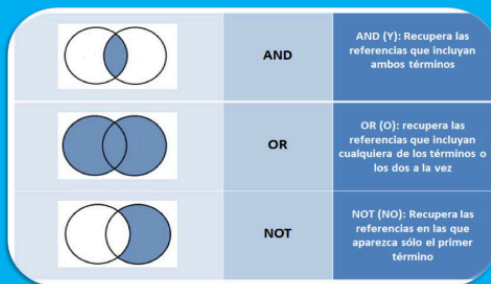 AND
AND (Y): Recupera las
referencias que incluyan
ambos términos
OR
OR (O): recupera las
referencias que incluyan
cualquiera de los términos o
los dos a la vez
NOT
NOT (NO): Recupera las
referencias en las que
aparezca sólo el primer
término